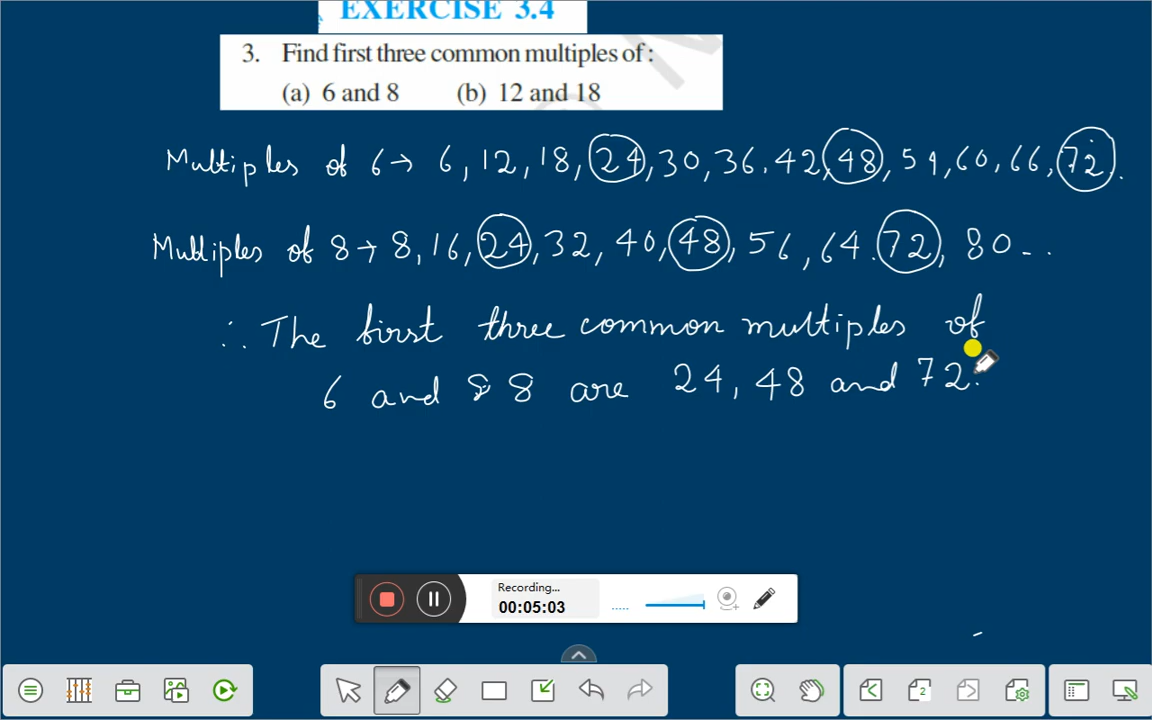 EXERCISE 3.4
3. Find first three common multiples of :
(a) 6 and 8 (b) 12 and 18
Multiples of 6 → 6, 12, 18, 24, 30, 36, 42, 48, 54, 60, 66, 72.
Multiples of 8 → 8, 16, 24, 32, 40, 48, 56, 64, 72, 80 ...
∴ The first three common multiples of
6 and 8 8 are 24, 48 and 72.
Recording...
00:05:03
2